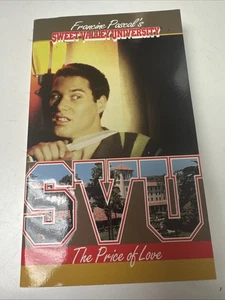 Francine Pascal's
SWEET VALLEY UNIVERSITY
SVU
The Price of Love